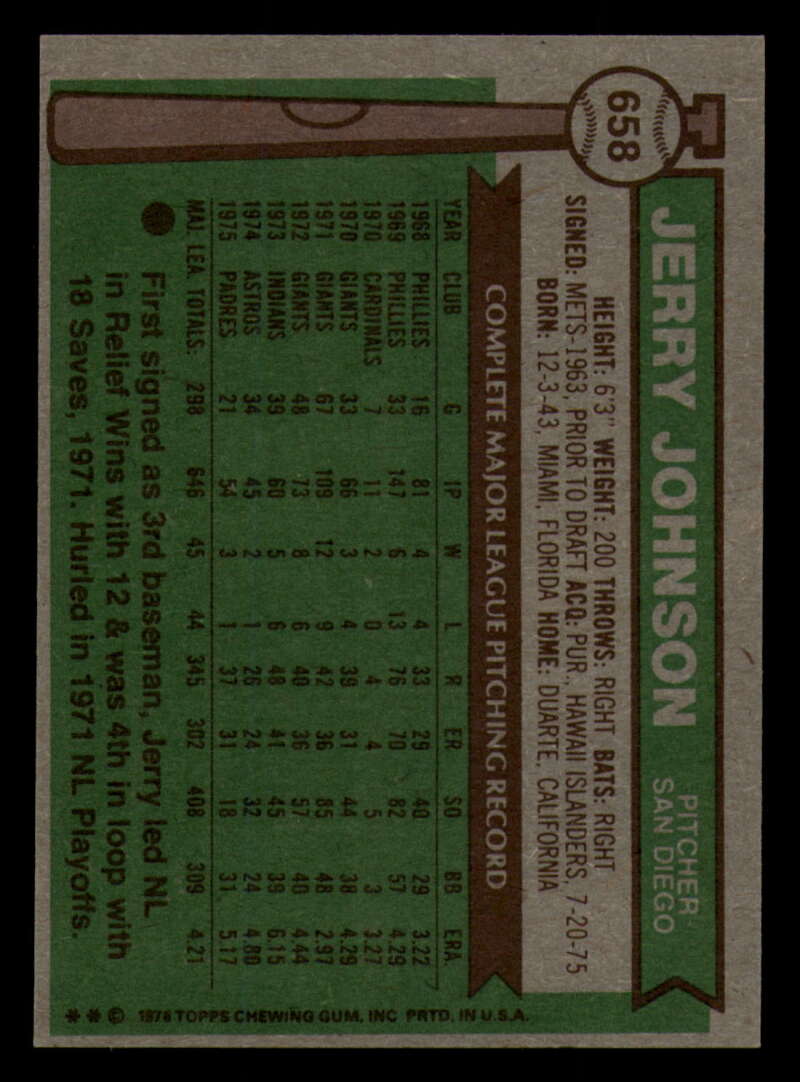 658
JERRY JOHNSON
PITCHER-
SAN DIEGO
HEIGHT: 6'3" WEIGHT: 200 THROWS: RIGHT BATS: RIGHT
SIGNED: METS-1963, PRIOR TO DRAFT ACQ: PUR., HAWAII ISLANDERS, 7-20-75
BORN: 12-3-43, MIAMI, FLORIDA HOME: DUARTE, CALIFORNIA
COMPLETE MAJOR LEAGUE PITCHING RECORD
YEAR CLUB G IP W L R ER SO BB ERA.
1968 PHILLIES 16 81 4 4 33 29 40 29 3.22
1969 PHILLIES 33 147 6 13 76 70 82 57 4.29
1970 CARDINALS 7 11 2 0 4 4 5 3 3.27
1970 GIANTS 33 66 3 4 39 31 44 38 4.29
1971 GIANTS 67 109 12 9 42 36 85 48 2.97
1972 GIANTS 48 73 8 6 40 36 57 40 4.44
1973 INDIANS 39 60 5 6 48 41 45 39 6.15
1974 ASTROS 34 45 2 1 26 24 32 24 4.80
1975 PADRES 21 54 3 1 37 31 18 31 5.17
MAJ. LEA. TOTALS: 298 646 45 44 345 302 408 309 4.21
First signed as 3rd baseman, Jerry led NL
in Relief Wins with 12 & was 4th in loop with
18 Saves, 1971. Hurled in 1971 NL Playoffs.
** © 1976 TOPPS CHEWING GUM, INC PRTD. IN U.S.A.